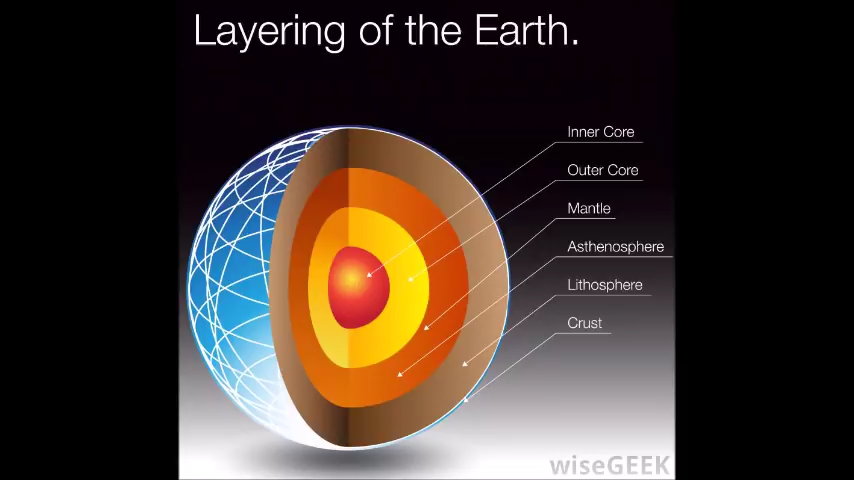 Layering of the Earth.
Inner Core
Outer Core
Mantle
Asthenosphere
Lithosphere
Crust
wiseGEEK